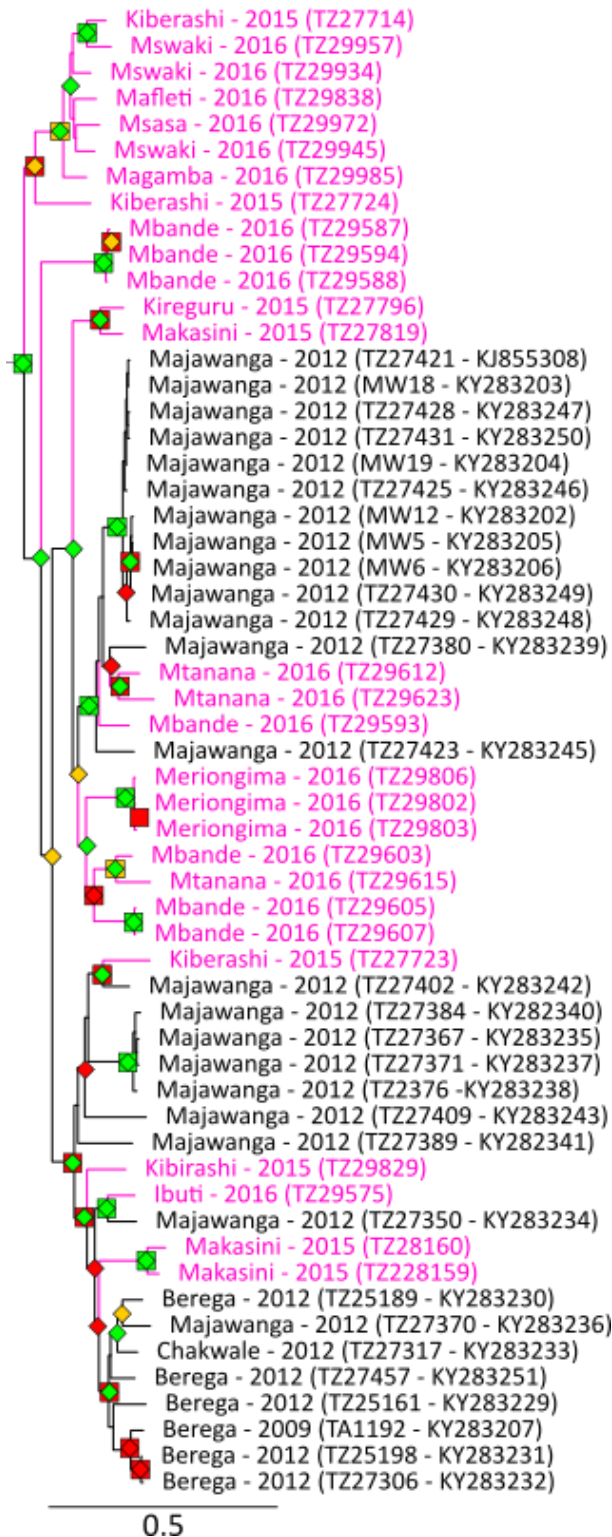 Kiberashi - 2015 (TZ27714)
Mswaki - 2016 (TZ29957)
Mswaki - 2016 (TZ29934)
Mafleti - 2016 (TZ29838)
Msasa - 2016 (TZ29972)
Mswaki - 2016 (TZ29945)
Magamba - 2016 (TZ29985)
Kiberashi - 2015 (TZ27724)
Mbande - 2016 (TZ29587)
Mbande - 2016 (TZ29594)
Mbande - 2016 (TZ29588)
Kireguru - 2015 (TZ27796)
Makasini - 2015 (TZ27819)
Majawanga - 2012 (TZ27421 - KJ855308)
Majawanga - 2012 (MW18 - KY283203)
Majawanga - 2012 (TZ27428 - KY283247)
Majawanga - 2012 (TZ27431 - KY283250)
Majawanga - 2012 (MW19 - KY283204)
Majawanga - 2012 (TZ27425 - KY283246)
Majawanga - 2012 (MW12 - KY283202)
Majawanga - 2012 (MW5 - KY283205)
Majawanga - 2012 (MW6 - KY283206)
Majawanga - 2012 (TZ27430 - KY283249)
Majawanga - 2012 (TZ27429 - KY283248)
Majawanga - 2012 (TZ27380 - KY283239)
Mtanana - 2016 (TZ29612)
Mtanana - 2016 (TZ29623)
Mbande - 2016 (TZ29593)
Majawanga - 2012 (TZ27423 - KY283245)
Meriongima - 2016 (TZ29806)
Meriongima - 2016 (TZ29802)
Meriongima - 2016 (TZ29803)
Mbande - 2016 (TZ29603)
Mtanana - 2016 (TZ29615)
Mbande - 2016 (TZ29605)
Mbande - 2016 (TZ29607)
Kiberashi - 2015 (TZ27723)
Majawanga - 2012 (TZ27402 - KY283242)
Majawanga - 2012 (TZ27384 - KY282340)
Majawanga - 2012 (TZ27367 - KY283235)
Majawanga - 2012 (TZ27371 - KY283237)
Majawanga - 2012 (TZ2376 -KY283238)
Majawanga - 2012 (TZ27409 - KY283243)
Majawanga - 2012 (TZ27389 - KY282341)
Kibirashi - 2015 (TZ29829)
Ibuti - 2016 (TZ29575)
Majawanga - 2012 (TZ27350 - KY283234)
Makasini - 2015 (TZ28160)
Makasini - 2015 (TZ228159)
Berega - 2012 (TZ25189 - KY283230)
Majawanga - 2012 (TZ27370 - KY283236)
Chakwale - 2012 (TZ27317 - KY283233)
Berega - 2012 (TZ27457 - KY283251)
Berega - 2012 (TZ25161 - KY283229)
Berega - 2009 (TA1192 - KY283207)
Berega - 2012 (TZ25198 - KY283231)
Berega - 2012 (TZ27306 - KY283232)
0.5